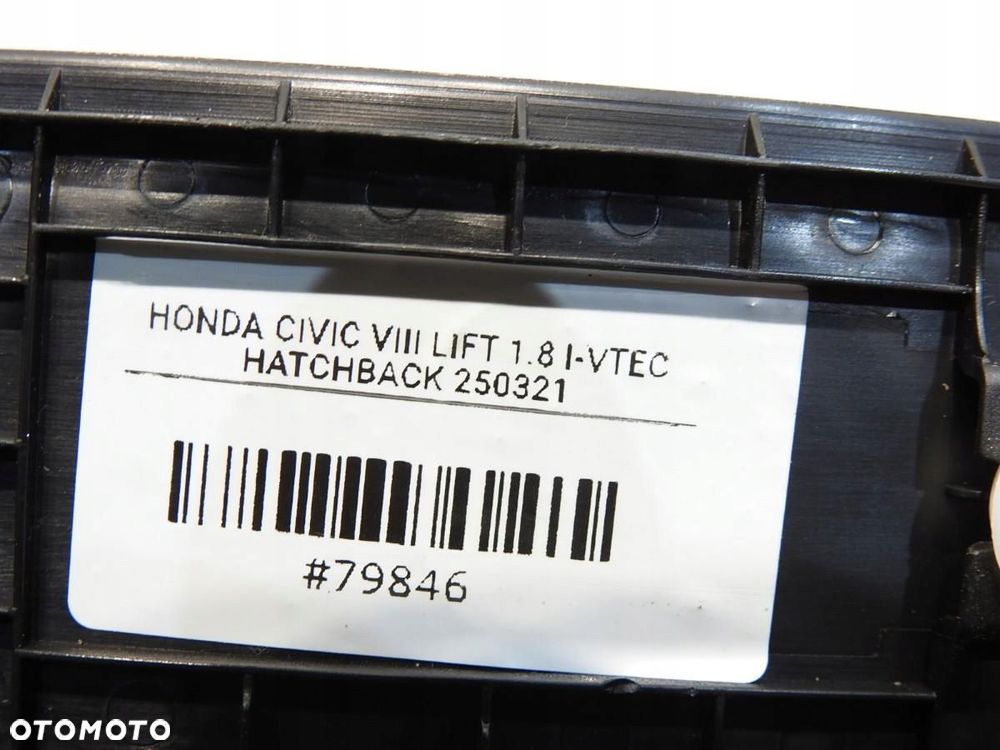 HONDA CIVIC VIII LIFT 1.8 I-VTEC
HATCHBACK 250321
#79846
OTOMOTO